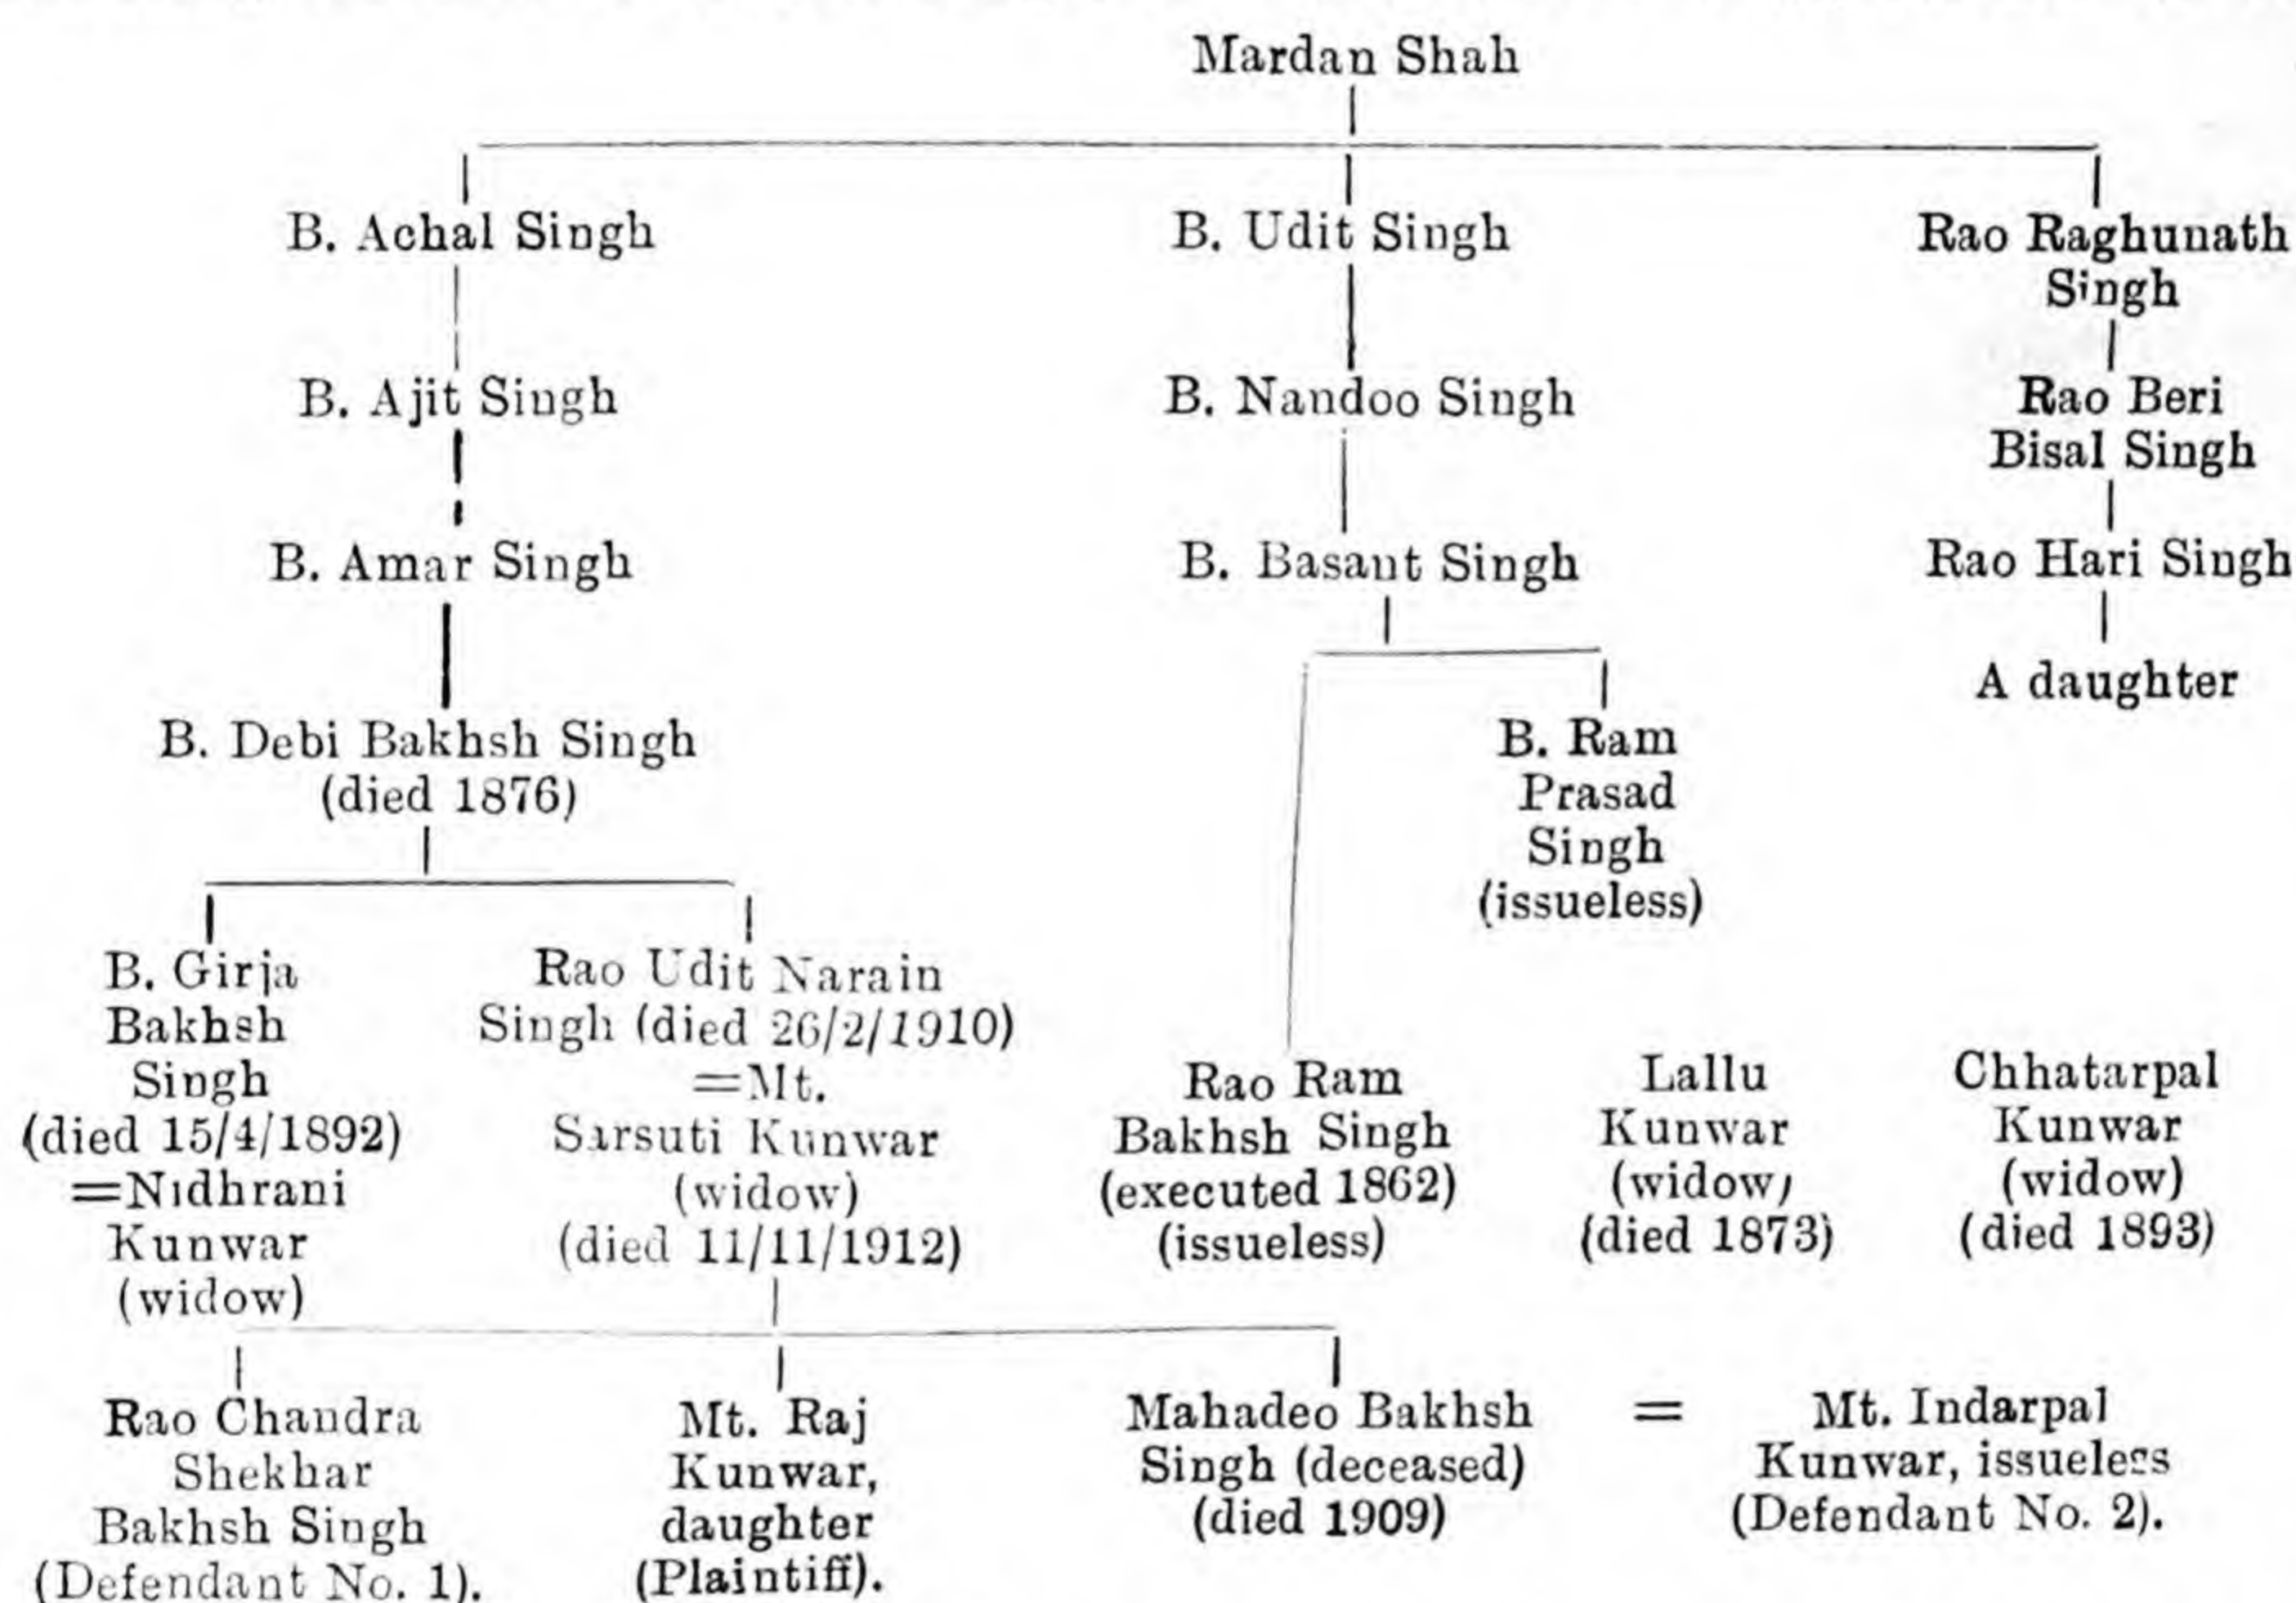 Mardan Shah
B. Achal Singh
B. Udit Singh
Rao Raghunath
Singh
B. Ajit Singh
B. Nandoo Singh
Rao Beri
Bisal Singh
B. Amar Singh
B. Basant Singh
Rao Hari Singh
A daughter
B. Debi Bakhsh Singh
(died 1876)
B. Ram
Prasad
Singh
(issueless)
B. Girja
Bakhsh
Singh
(died 15/4/1892)
=Nidhrani
Kunwar
(widow)
Rao Udit Narain
Singh (died 26/2/1910)
=Mt.
Sarsuti Kunwar
(widow)
(died 11/11/1912)
Rao Ram
Bakhsh Singh
(executed 1862)
(issueless)
Lallu
Kunwar
(widow)
(died 1873)
Chhatarpal
Kunwar
(widow)
(died 1893)
Rao Chandra
Shekhar
Bakhsh Singh
(Defendant No. 1).
Mt. Raj
Kunwar,
daughter
(Plaintiff).
Mahadeo Bakhsh
Singh (deceased)
(died 1909)
=
Mt. Indarpal
Kunwar, issueless
(Defendant No. 2).